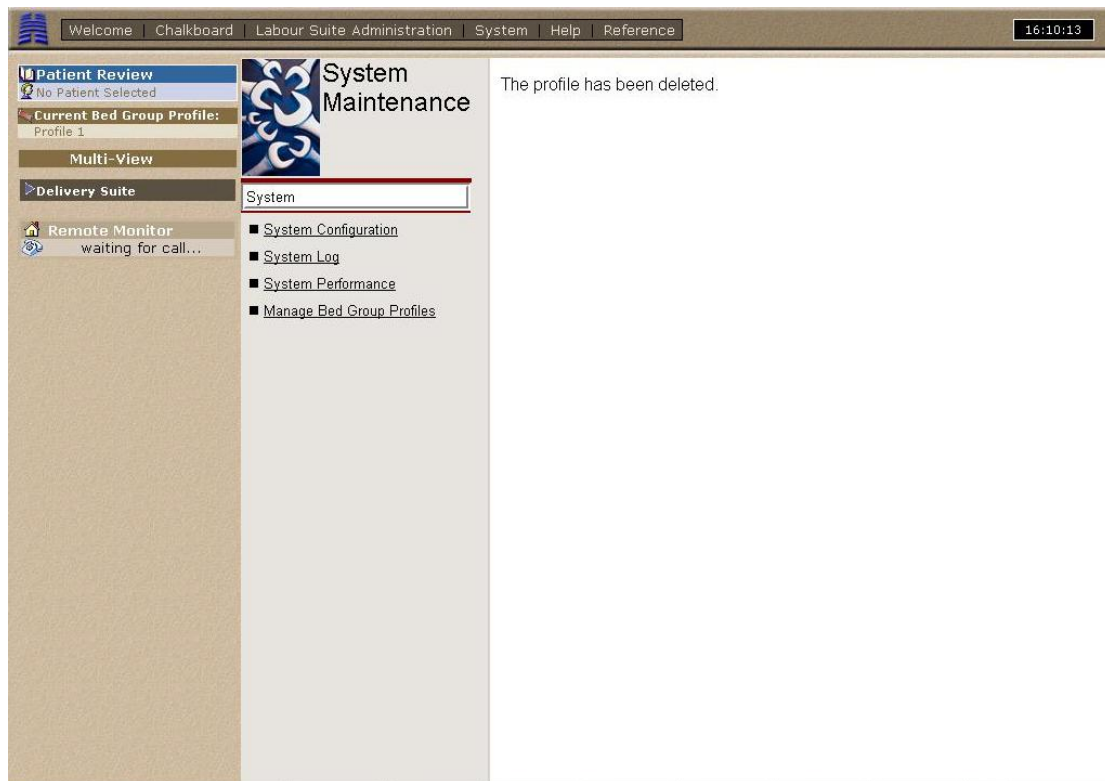 Welcome | Chalkboard | Labour Suite Administration | System | Help | Reference
16:10:13
Patient Review
No Patient Selected
Current Bed Group Profile:
Profile 1
Multi-View
Delivery Suite
Remote Monitor
waiting for call...
System
Maintenance
System
System Configuration
System Log
System Performance
Manage Bed Group Profiles
The profile has been deleted.